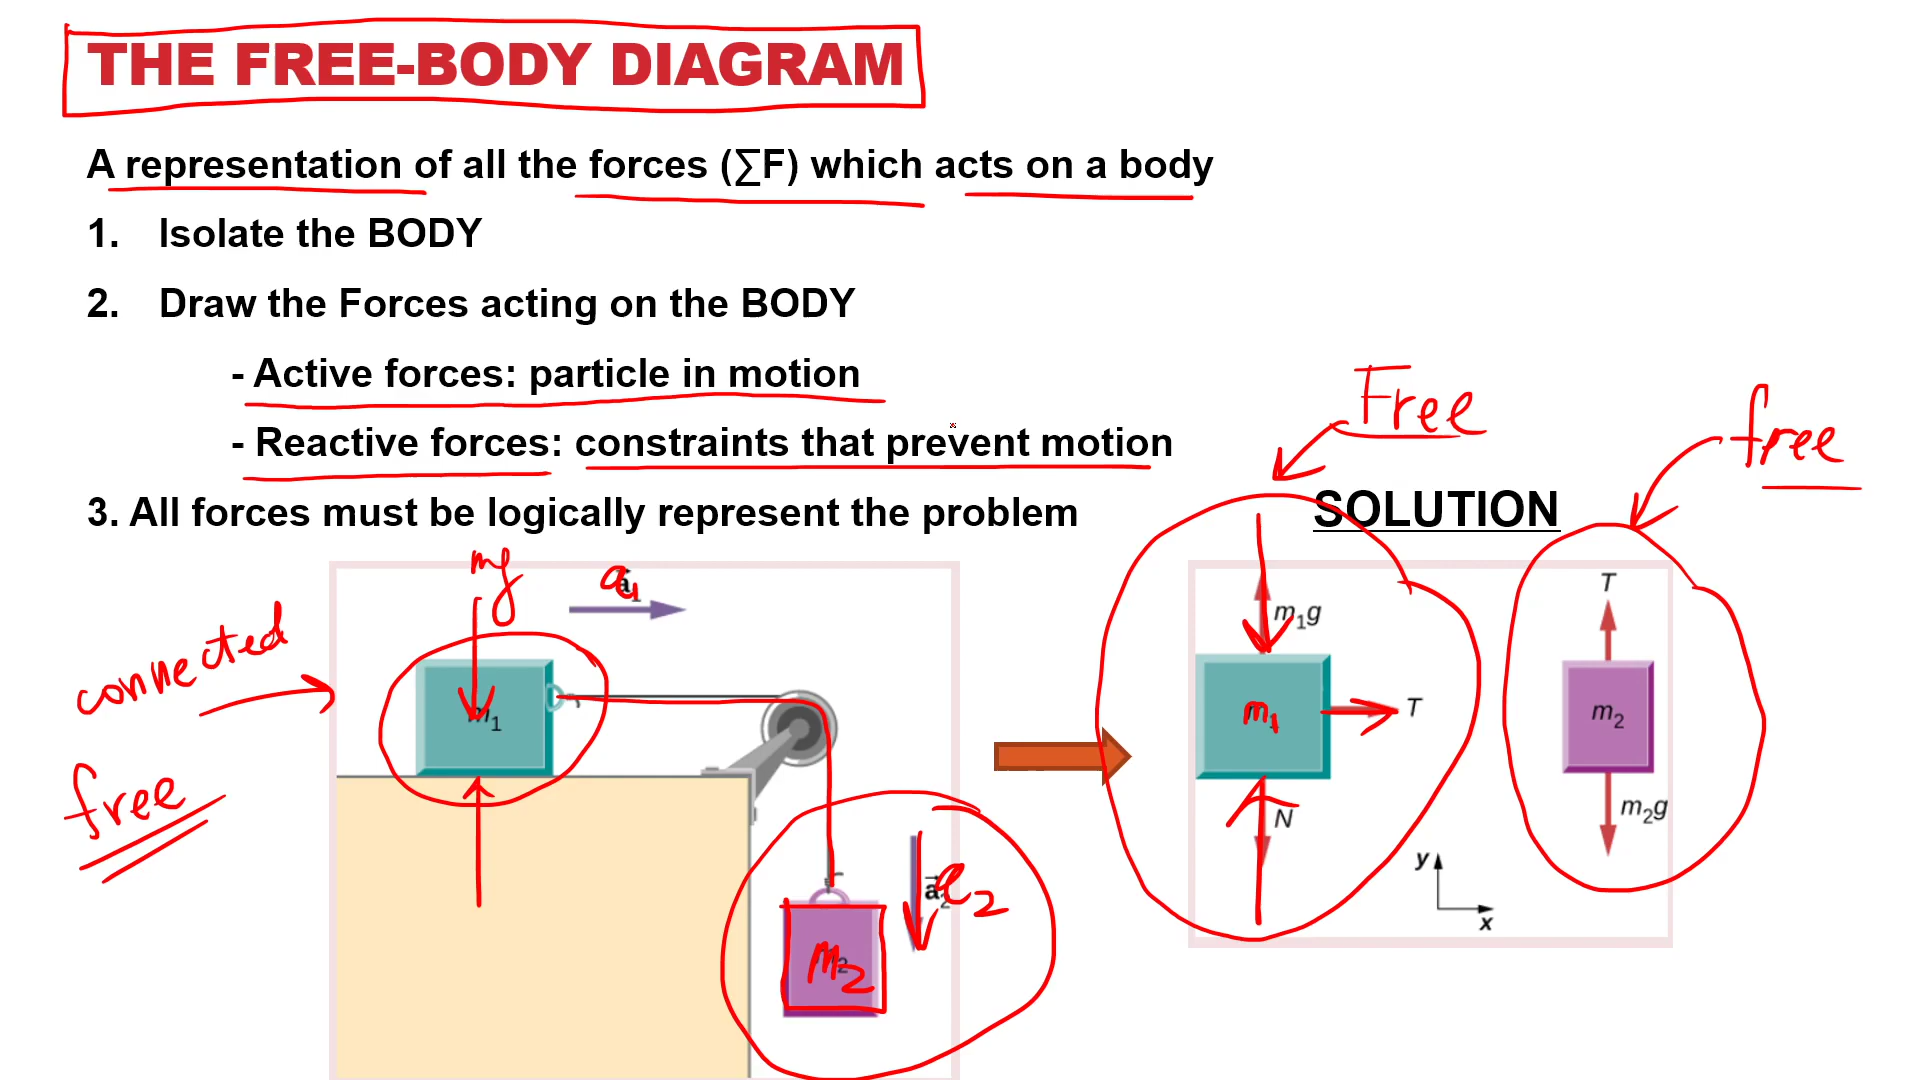 THE FREE-BODY DIAGRAM
A representation of all the forces (∑F) which acts on a body
1. Isolate the BODY
2. Draw the Forces acting on the BODY
- Active forces: particle in motion
- Reactive forces: constraints that prevent motion
3. All forces must be logically represent the problem
Free
free
SOLUTION
mg
a₁
connected
free
m₁
a₂
m₂
m₁g
m₁
T
N
T
m₂
m₂g
y
x